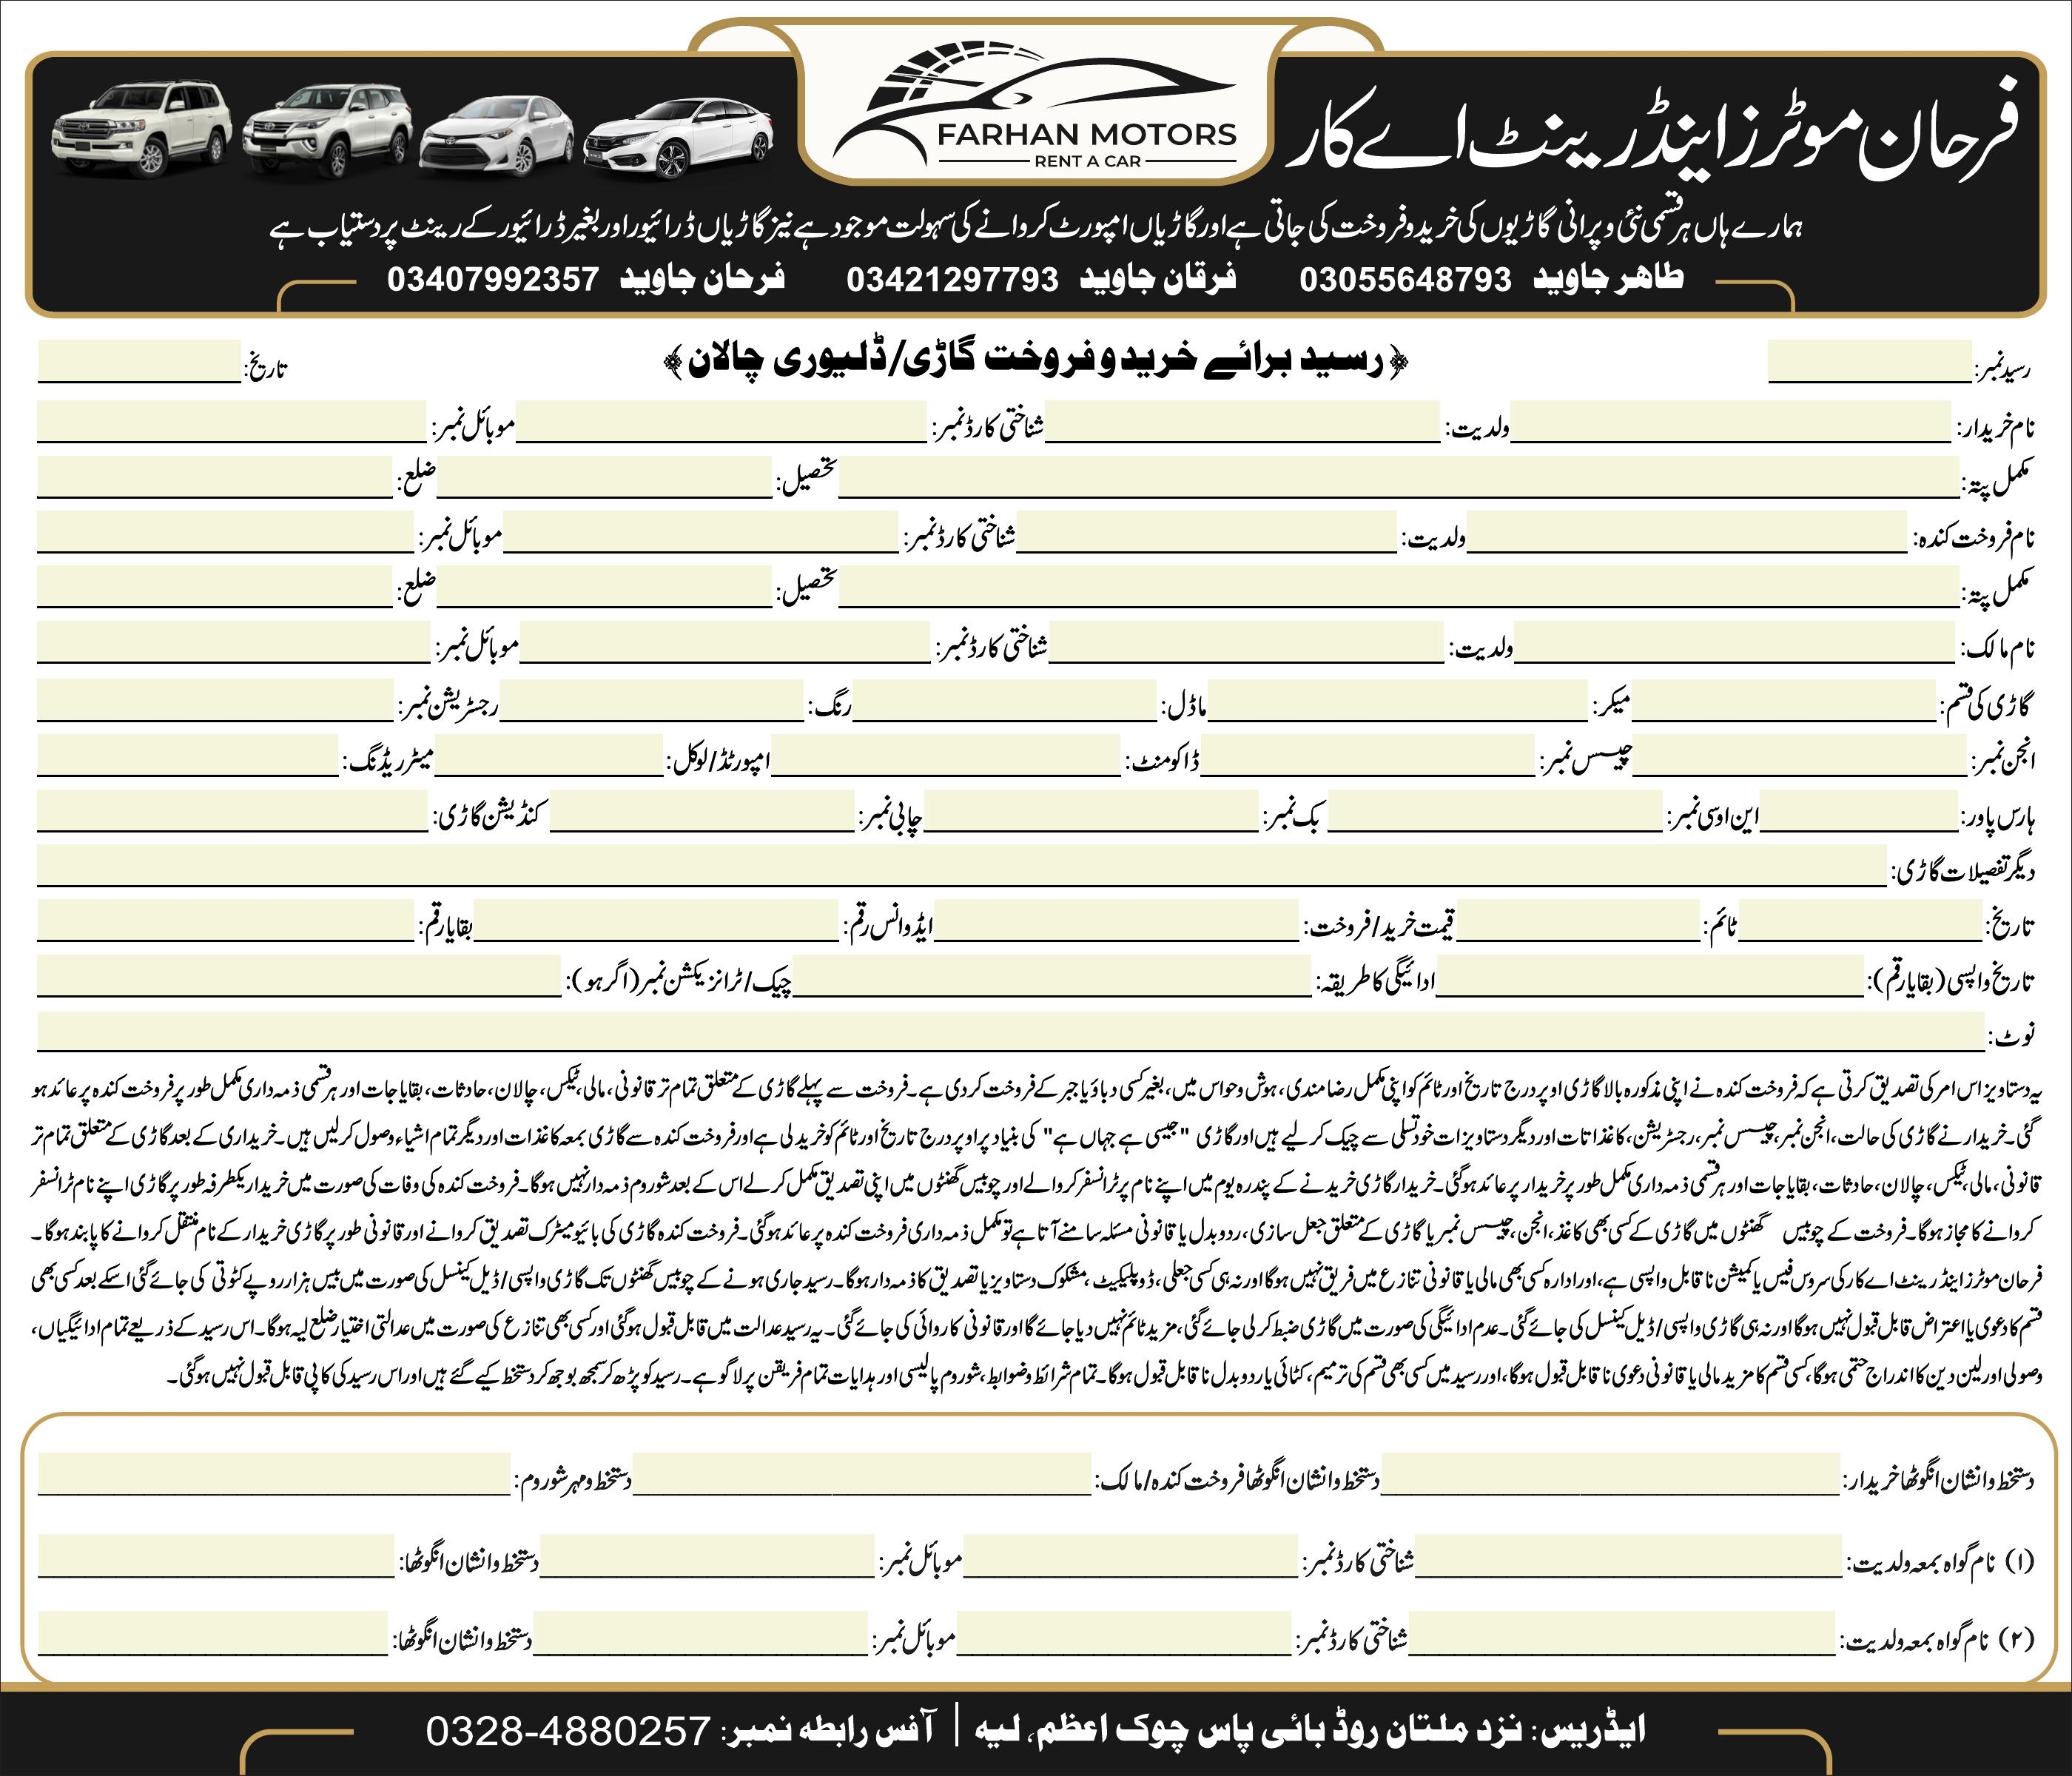 FARHAN MOTORS
RENT A CAR
فرحان موٹرز اینڈ رینٹ اے کار
ہمارے ہاں ہر قسمی نئی و پرانی گاڑیوں کی خرید و فروخت کی جاتی ہے اور گاڑیاں امپورٹ کروانے کی سہولت موجود ہے نیز گاڑیاں ڈرائیور اور بغیر ڈرائیور کے رینٹ پر دستیاب ہے
طاہر جاوید 03055648793 فرقان جاوید 03421297793 فرحان جاوید 03407992357
رسید نمبر: ﴿رسید برائے خرید و فروخت گاڑی/ڈلیوری چالان﴾ تاریخ:
نام خریدار: ولدیت: شناختی کارڈ نمبر: موبائل نمبر:
مکمل پتہ: تحصیل: ضلع:
نام فروخت کندہ: ولدیت: شناختی کارڈ نمبر: موبائل نمبر:
مکمل پتہ: تحصیل: ضلع:
نام مالک: ولدیت: شناختی کارڈ نمبر: موبائل نمبر:
گاڑی کی قسم: میکر: ماڈل: رنگ: رجسٹریشن نمبر:
انجن نمبر: چیسس نمبر: ڈاکومنٹ: امپورٹڈ/لوکل: میٹر ریڈنگ:
ہارس پاور: این او سی نمبر: بک نمبر: چابی نمبر: کنڈیشن گاڑی:
دیگر تفصیلات گاڑی:
تاریخ: ٹائم: قیمت خرید/فروخت: ایڈوانس رقم: بقایا رقم:
تاریخ واپسی (بقایا رقم): ادائیگی کا طریقہ: چیک/ٹرانزیکشن نمبر (اگر ہو):
نوٹ:
یہ دستاویز اس امر کی تصدیق کرتی ہے کہ فروخت کندہ نے اپنی مذکورہ بالا گاڑی اوپر درج تاریخ اور ٹائم کو اپنی مکمل رضا مندی، ہوش و حواس میں، بغیر کسی دباؤ یا جبر کے فروخت کر دی ہے۔ فروخت سے پہلے گاڑی کے متعلق تمام تر قانونی، مالی، ٹیکس، چالان، حادثات، بقایا جات اور ہر قسمی ذمہ داری مکمل طور پر فروخت کندہ پر عائد ہو
گئی۔ خریدار نے گاڑی کی حالت، انجن نمبر، چیسس نمبر، رجسٹریشن، کاغذاتات اور دیگر دستاویزات خود تسلی سے چیک کر لیے ہیں اور گاڑی "جیسی ہے جہاں ہے" کی بنیاد پر اوپر درج تاریخ اور ٹائم کو خرید لی ہے اور فروخت کندہ سے گاڑی بمعہ کاغذات اور دیگر تمام اشیاء وصول کر لیں ہیں۔ خریداری کے بعد گاڑی کے متعلق تمام تر
قانونی، مالی، ٹیکس، چالان، حادثات، بقایا جات اور ہر قسمی ذمہ داری مکمل طور پر خریدار پر عائد ہو گئی۔ خریدار گاڑی خریدنے کے پندرہ یوم میں اپنے نام پر ٹرانسفر کروالے اور چوبیس گھنٹوں میں اپنی تصدیق مکمل کر لے اس کے بعد شوروم ذمہ دار نہیں ہوگا۔ فروخت کندہ کی وفات کی صورت میں خریدار یکطرفہ طور پر گاڑی اپنے نام ٹرانسفر
کروانے کا مجاز ہوگا۔ فروخت کے چوبیس گھنٹوں میں گاڑی کے کسی بھی کاغذ، انجن، چیسس نمبر یا گاڑی کے متعلق جعل سازی، ردوبدل یا قانونی مسئلہ سامنے آتا ہے تو مکمل ذمہ داری فروخت کندہ پر عائد ہو گئی۔ فروخت کندہ گاڑی کی بائیومیٹرک تصدیق کروانے اور قانونی طور پر گاڑی خریدار کے نام منتقل کروانے کا پابند ہوگا۔
فرحان موٹرز اینڈ رینٹ اے کار کی سروس فیس یا کمیشن ناقابل واپسی ہے، اور ادارہ کسی بھی مالی یا قانونی تنازع میں فریق نہیں ہوگا اور نہ ہی کسی جعلی، ڈوپلیکیٹ، مشکوک دستاویز یا تصدیق کا ذمہ دار ہوگا۔ رسید جاری ہونے کے چوبیس گھنٹوں تک گاڑی واپسی/ڈیل کینسل کی صورت میں بیس ہزار روپے کٹوتی کی جائے گئی اسکے بعد کسی بھی
قسم کا دعوی یا اعتراض قابل قبول نہیں ہوگا اور نہ ہی گاڑی واپسی/ڈیل کینسل کی جائے گئی۔ عدم ادائیگی کی صورت میں گاڑی ضبط کر لی جائے گئی، مزید ٹائم نہیں دیا جائے گا اور قانونی کاروائی کی جائے گئی۔ یہ رسید عدالت میں قابل قبول ہو گئی اور کسی بھی تنازع کی صورت میں عدالتی اختیار ضلع لیہ ہوگا۔ اس رسید کے ذریعے تمام ادائیگیاں،
وصولی اور لین دین کا اندراج حتمی ہوگا، کسی قسم کا مزید مالی یا قانونی دعوی ناقابل قبول ہوگا، اور رسید میں کسی بھی قسم کی ترمیم، کٹائی یا ردوبدل ناقابل قبول ہوگا۔ تمام شرائط و ضوابط، شوروم پالیسی اور ہدایات تمام فریقن پر لاگو ہے۔ رسید کو پڑھ کر سمجھ بوجھ کر دستخط کیے گئے ہیں اور اس رسید کی کاپی قابل قبول نہیں ہو گئی۔
دستخط و انشان انگوٹھا خریدار: دستخط و انشان انگوٹھا فروخت کندہ/مالک: دستخط و مہر شوروم:
(۱) نام گواہ بمعہ ولدیت: شناختی کارڈ نمبر: موبائل نمبر: دستخط و انشان انگوٹھا:
(۲) نام گواہ بمعہ ولدیت: شناختی کارڈ نمبر: موبائل نمبر: دستخط و انشان انگوٹھا:
ایڈریس: نزد ملتان روڈ بائی پاس چوک اعظم، لیہ | آفس رابطہ نمبر: 0328-4880257